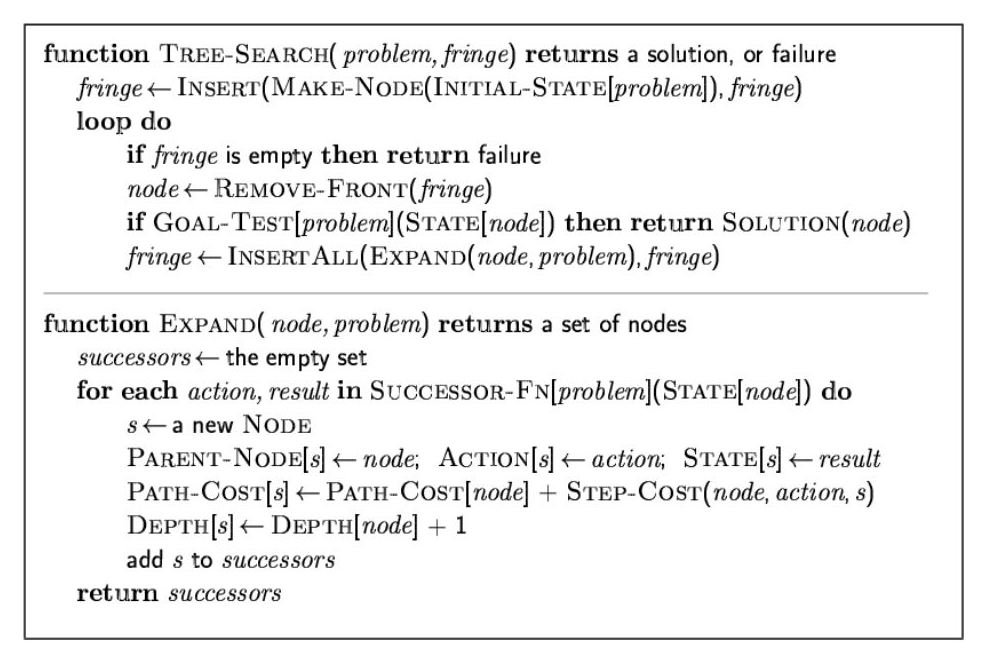 function TREE-SEARCH( problem, fringe) returns a solution, or failure
fringe ← INSERT(MAKE-NODE(INITIAL-STATE[problem]), fringe)
loop do
if fringe is empty then return failure
node ← REMOVE-FRONT(fringe)
if GOAL-TEST[problem](STATE[node]) then return SOLUTION(node)
fringe ← INSERTALL(EXPAND(node, problem), fringe)
function EXPAND( node, problem) returns a set of nodes
successors ← the empty set
for each action, result in SUCCESSOR-FN[problem](STATE[node]) do
s ← a new NODE
PARENT-NODE[s] ← node; ACTION[s] ← action; STATE[s] ← result
PATH-COST[s] ← PATH-COST[node] + STEP-COST(node, action, s)
DEPTH[s] ← DEPTH[node] + 1
add s to successors
return successors